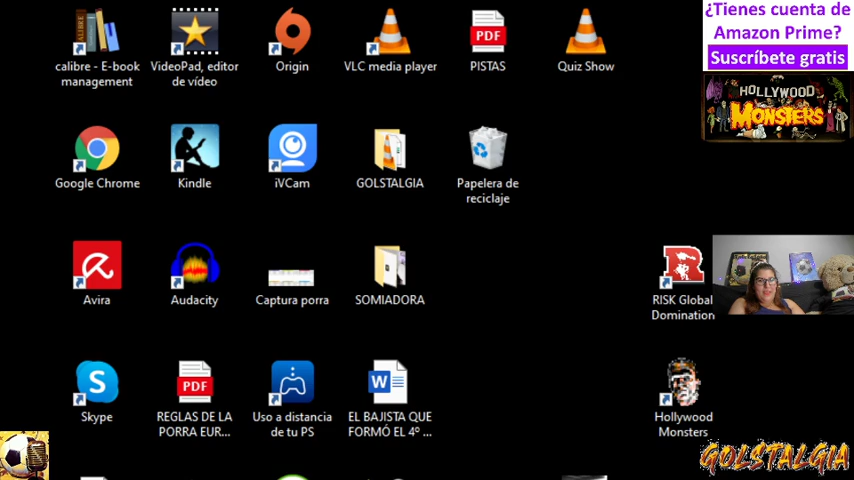 ¿Tienes cuenta de
Amazon Prime?
Suscríbete gratis
HOLLYWOOD
MONSTERS
calibre - E-book
management
VideoPad, editor
de vídeo
Origin
VLC media player
PDF
PISTAS
Quiz Show
Google Chrome
Kindle
iVCam
GOLSTALGIA
Papelera de
reciclaje
Avira
Audacity
Captura porra
SOMIADORA
RISK Global
Domination
Skype
PDF
REGLAS DE LA
PORRA EUR...
Uso a distancia
de tu PS
W
EL BAJISTA QUE
FORMÓ EL 4º ...
Hollywood
Monsters
GOLSTALGIA